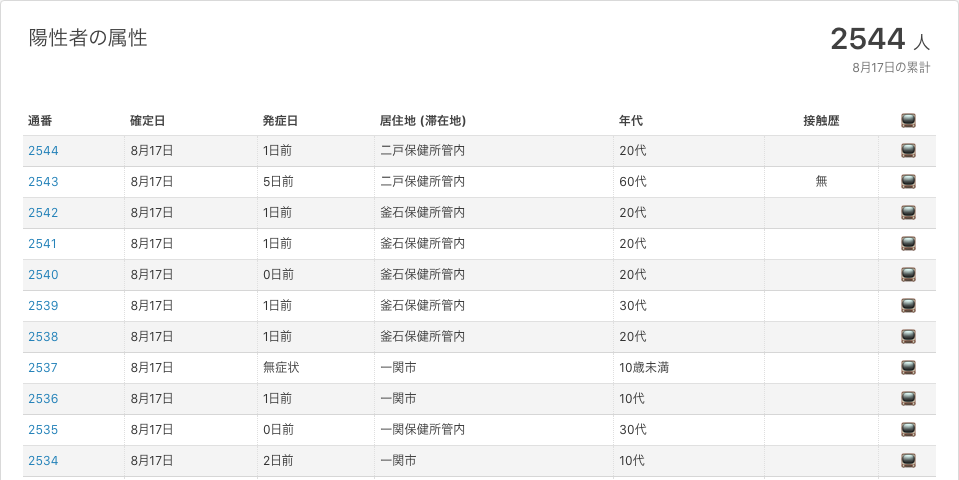 陽性者の属性
2544 人
8月17日の累計
通番 確定日 発症日 居住地 (滞在地) 年代 接触歴
2544 8月17日 1日前 二戸保健所管内 20代
2543 8月17日 5日前 二戸保健所管内 60代 無
2542 8月17日 1日前 釜石保健所管内 20代
2541 8月17日 1日前 釜石保健所管内 20代
2540 8月17日 0日前 釜石保健所管内 20代
2539 8月17日 1日前 釜石保健所管内 30代
2538 8月17日 1日前 釜石保健所管内 20代
2537 8月17日 無症状 一関市 10歳未満
2536 8月17日 1日前 一関市 10代
2535 8月17日 0日前 一関保健所管内 30代
2534 8月17日 2日前 一関市 10代